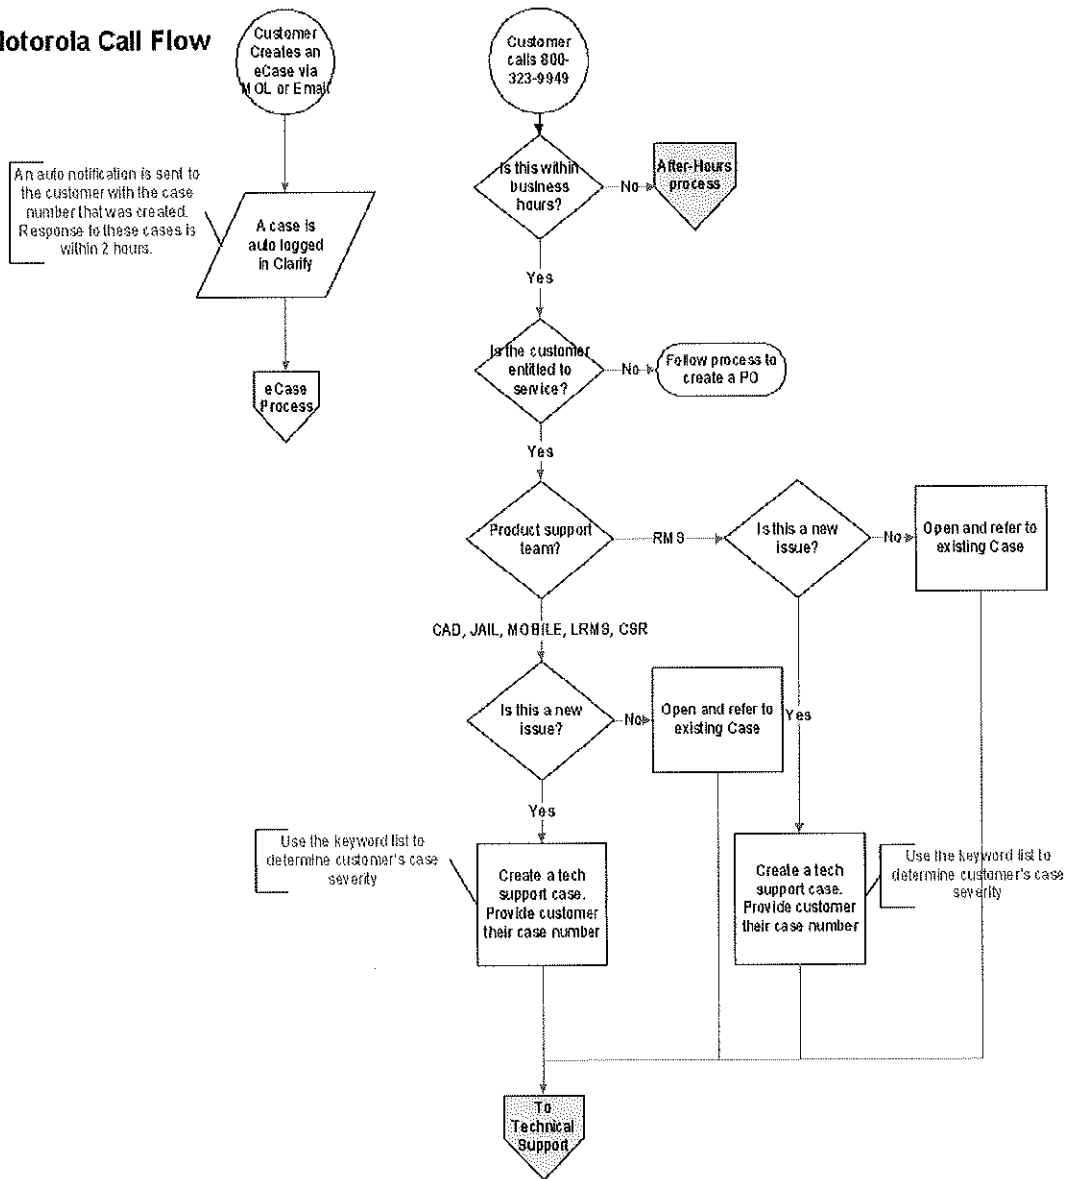 Motorola Call Flow
Customer
Creates an
eCase via
MOL or Email
An auto notification is sent to
the customer with the case
number that was created.
Response to these cases is
within 2 hours.
A case is
auto logged
in Clarify
eCase
Process
Customer
calls 800-
323-9949
Is this within
business
hours?
No
After-Hours
process
Yes
Is the customer
entitled to
service?
No
Follow process to
create a PO
Yes
Product support
team?
RMS
Is this a new
issue?
No
Open and refer to
existing Case
CAD, JAIL, MOBILE, LRMS, CSR
Is this a new
issue?
No
Open and refer to
existing Case
Yes
Yes
Use the keyword list to
determine customer's case
severity
Create a tech
support case.
Provide customer
their case number
Create a tech
support case.
Provide customer
their case number
Use the keyword list to
determine customer's case
severity
To
Technical
Support